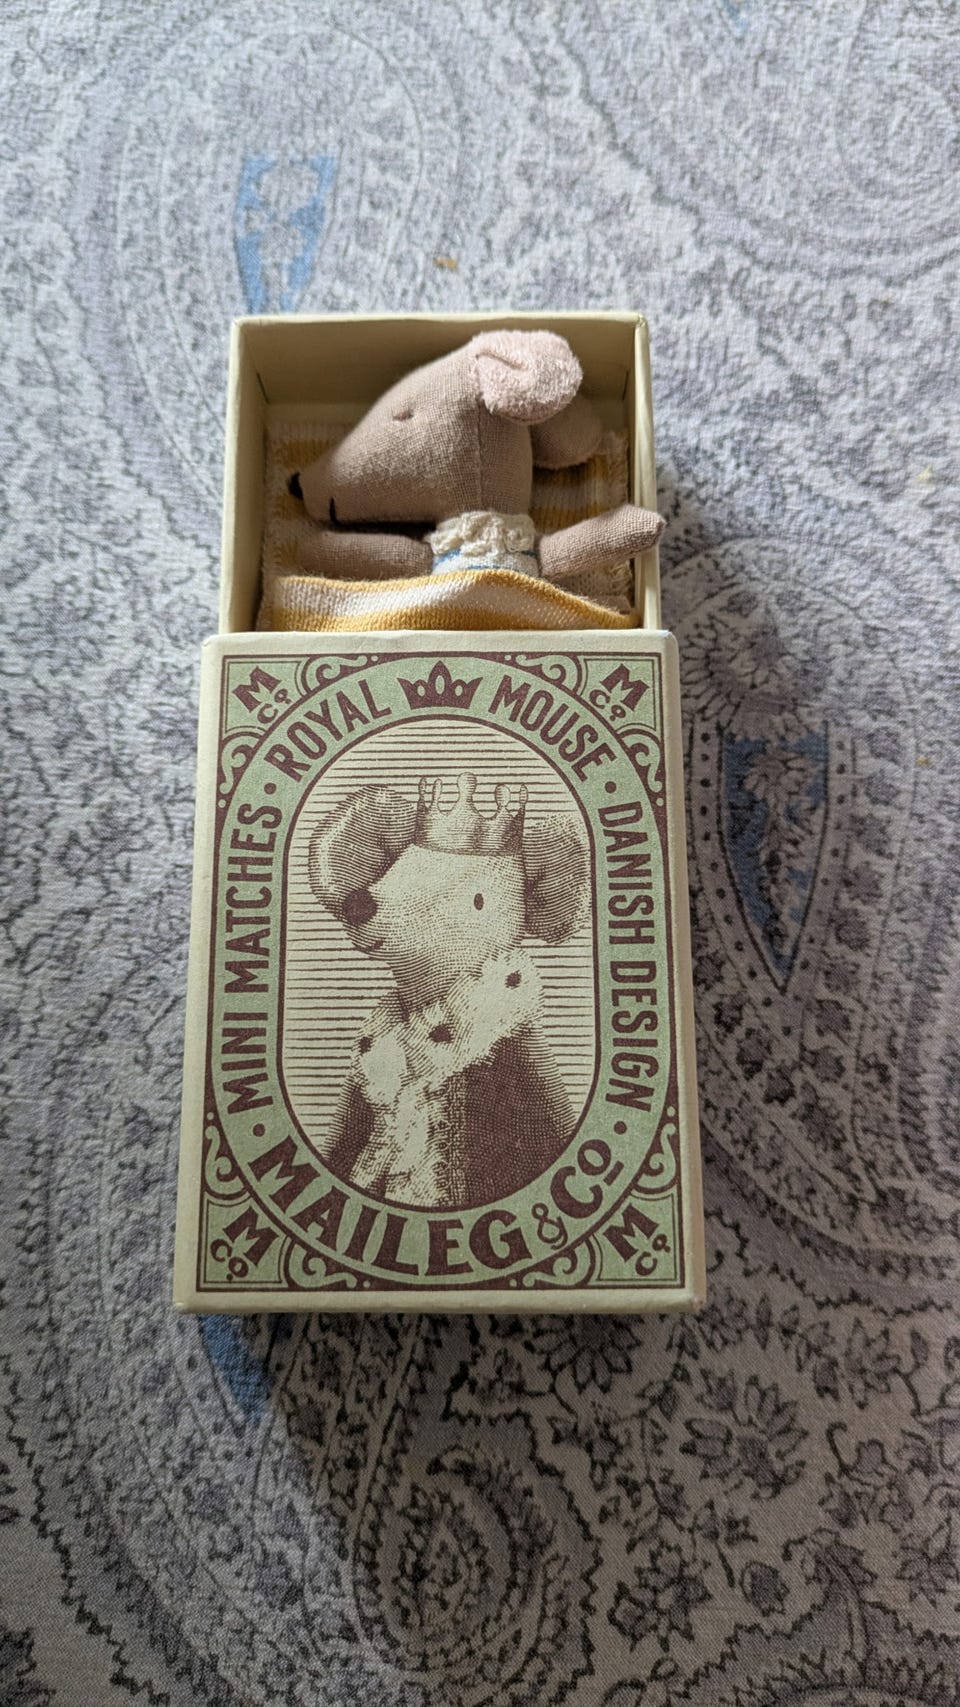 M Co
M Co
ROYAL MOUSE
MINI MATCHES
DANISH DESIGN
MAILEG & Co
M Co
M Co